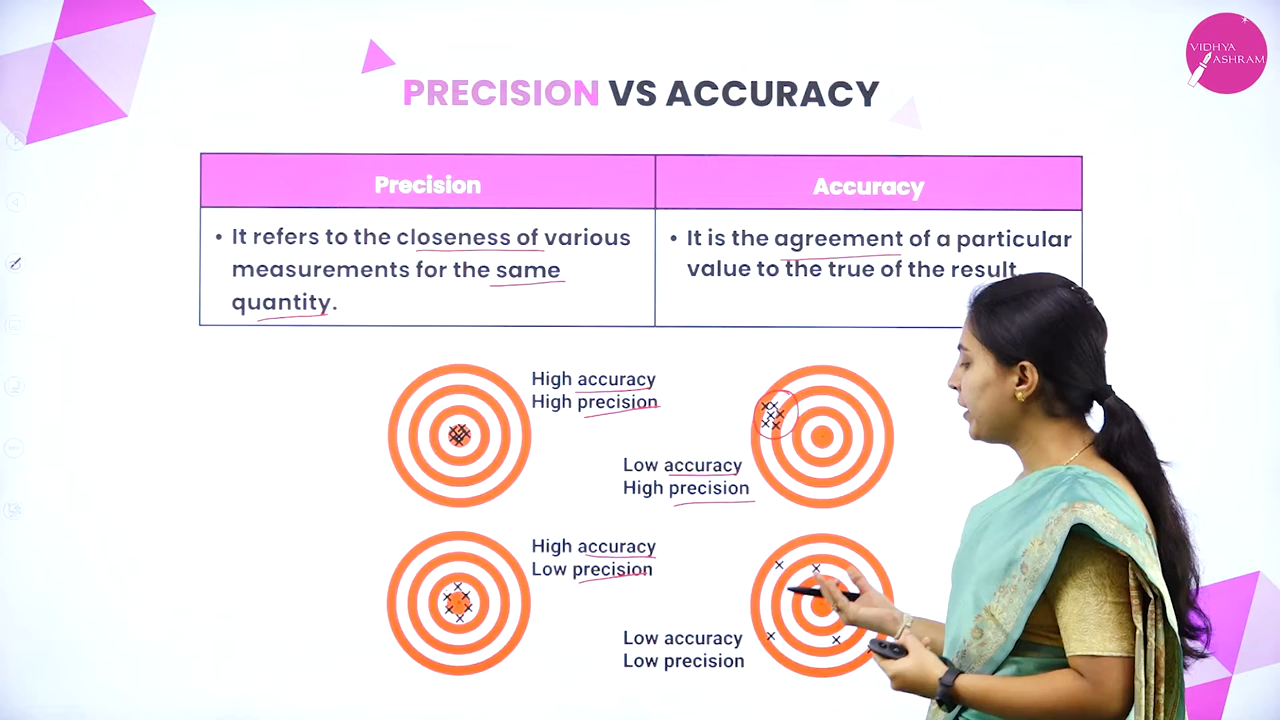 VIDHYA
ASHRAM
PRECISION VS ACCURACY
Precision
Accuracy
• It refers to the closeness of various
measurements for the same
quantity.
• It is the agreement of a particular
value to the true of the result.
High accuracy
High precision
Low accuracy
High precision
High accuracy
Low precision
Low accuracy
Low precision